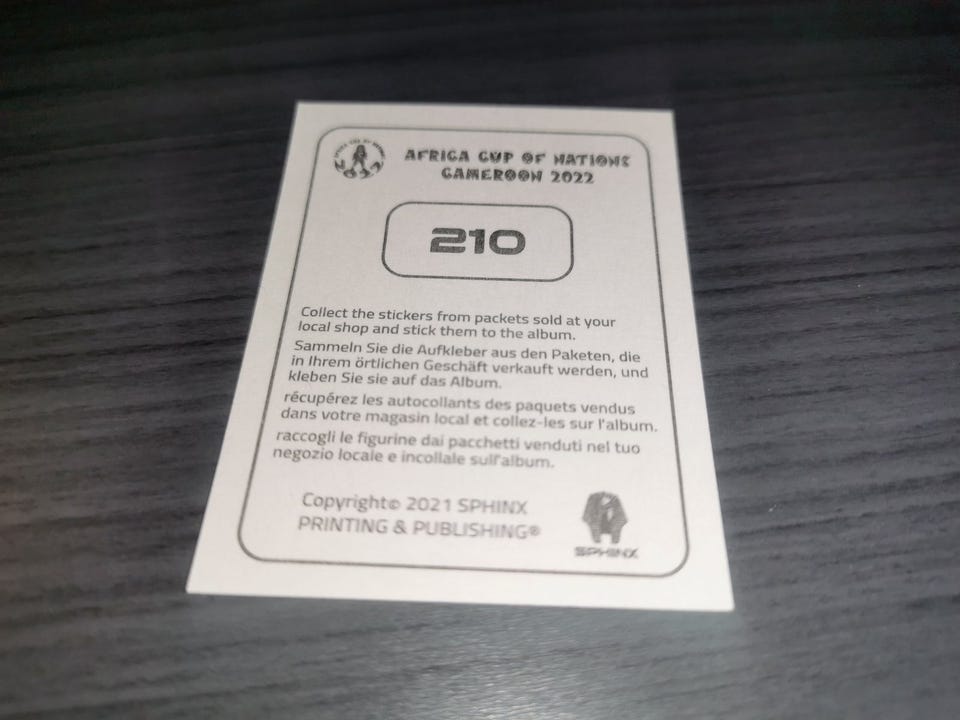 AFRICA CUP OF NATIONS
CAMEROON 2022
210
Collect the stickers from packets sold at your
local shop and stick them to the album.
Sammeln Sie die Aufkleber aus den Paketen, die
in Ihrem örtlichen Geschäft verkauft werden, und
kleben Sie sie auf das Album.
récupérez les autocollants des paquets vendus
dans votre magasin local et collez-les sur l'album.
raccogli le figurine dai pacchetti venduti nel tuo
negozio locale e incollale sull'album.
Copyright© 2021 SPHINX
PRINTING & PUBLISHING®
SPHINX